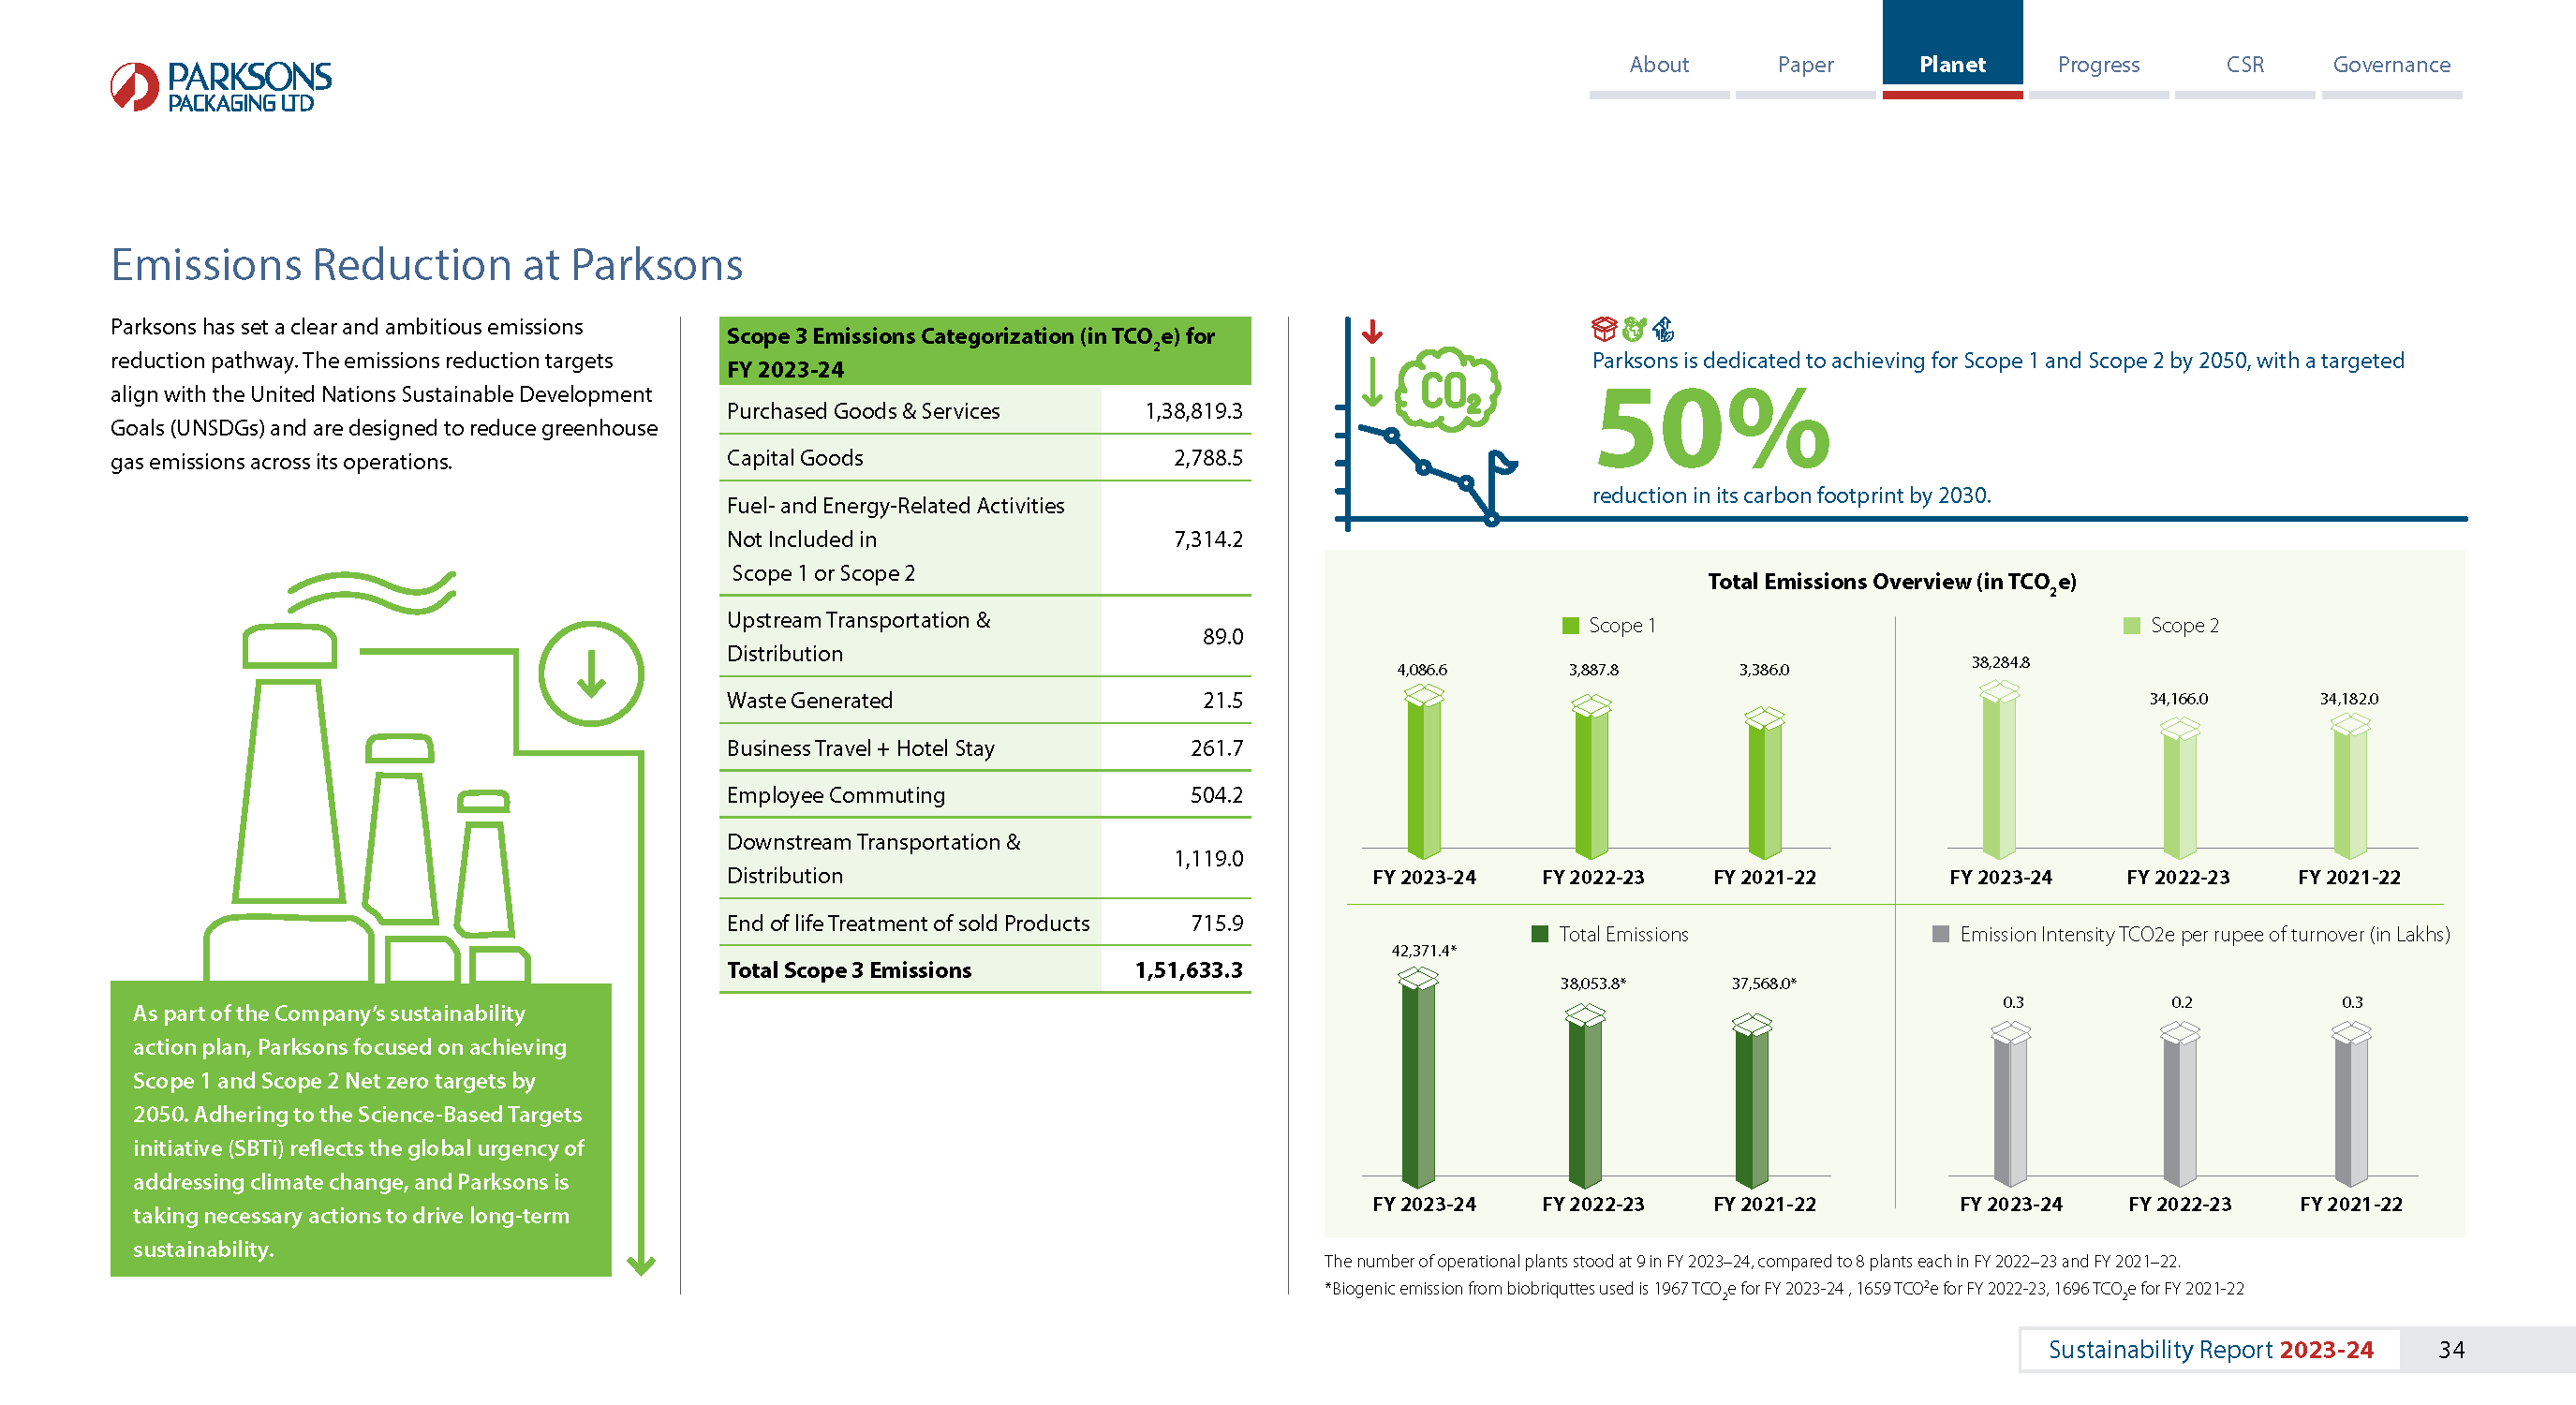 PARKSONS
PACKAGING LTD
About
Paper
Planet
Progress
CSR
Governance
Emissions Reduction at Parksons
Parksons has set a clear and ambitious emissions
reduction pathway. The emissions reduction targets
align with the United Nations Sustainable Development
Goals (UNSDGs) and are designed to reduce greenhouse
gas emissions across its operations.
As part of the Company's sustainability
action plan, Parksons focused on achieving
Scope 1 and Scope 2 Net zero targets by
2050. Adhering to the Science-Based Targets
initiative (SBTi) reflects the global urgency of
addressing climate change, and Parksons is
taking necessary actions to drive long-term
sustainability.
Scope 3 Emissions Categorization (in TCO₂e) for
FY 2023-24
Purchased Goods & Services 1,38,819.3
Capital Goods 2,788.5
Fuel- and Energy-Related Activities
Not Included in 7,314.2
Scope 1 or Scope 2
Upstream Transportation &
89.0
Distribution
Waste Generated 21.5
Business Travel + Hotel Stay 261.7
Employee Commuting 504.2
Downstream Transportation &
1,119.0
Distribution
End of life Treatment of sold Products 715.9
Total Scope 3 Emissions 1,51,633.3
CO₂
Parksons is dedicated to achieving for Scope 1 and Scope 2 by 2050, with a targeted
50%
reduction in its carbon footprint by 2030.
Total Emissions Overview (in TCO₂e)
Scope 1
4,086.6 3,887.8 3,386.0
FY 2023-24 FY 2022-23 FY 2021-22
Scope 2
38,284.8
34,166.0 34,182.0
FY 2023-24 FY 2022-23 FY 2021-22
Total Emissions
42,371.4*
38,053.8* 37,568.0*
FY 2023-24 FY 2022-23 FY 2021-22
Emission Intensity TCO2e per rupee of turnover (in Lakhs)
0.3 0.2 0.3
FY 2023-24 FY 2022-23 FY 2021-22
The number of operational plants stood at 9 in FY 2023–24, compared to 8 plants each in FY 2022–23 and FY 2021–22.
*Biogenic emission from biobriquttes used is 1967 TCO₂e for FY 2023-24 , 1659 TCO²e for FY 2022-23, 1696 TCO₂e for FY 2021-22
Sustainability Report 2023-24
34